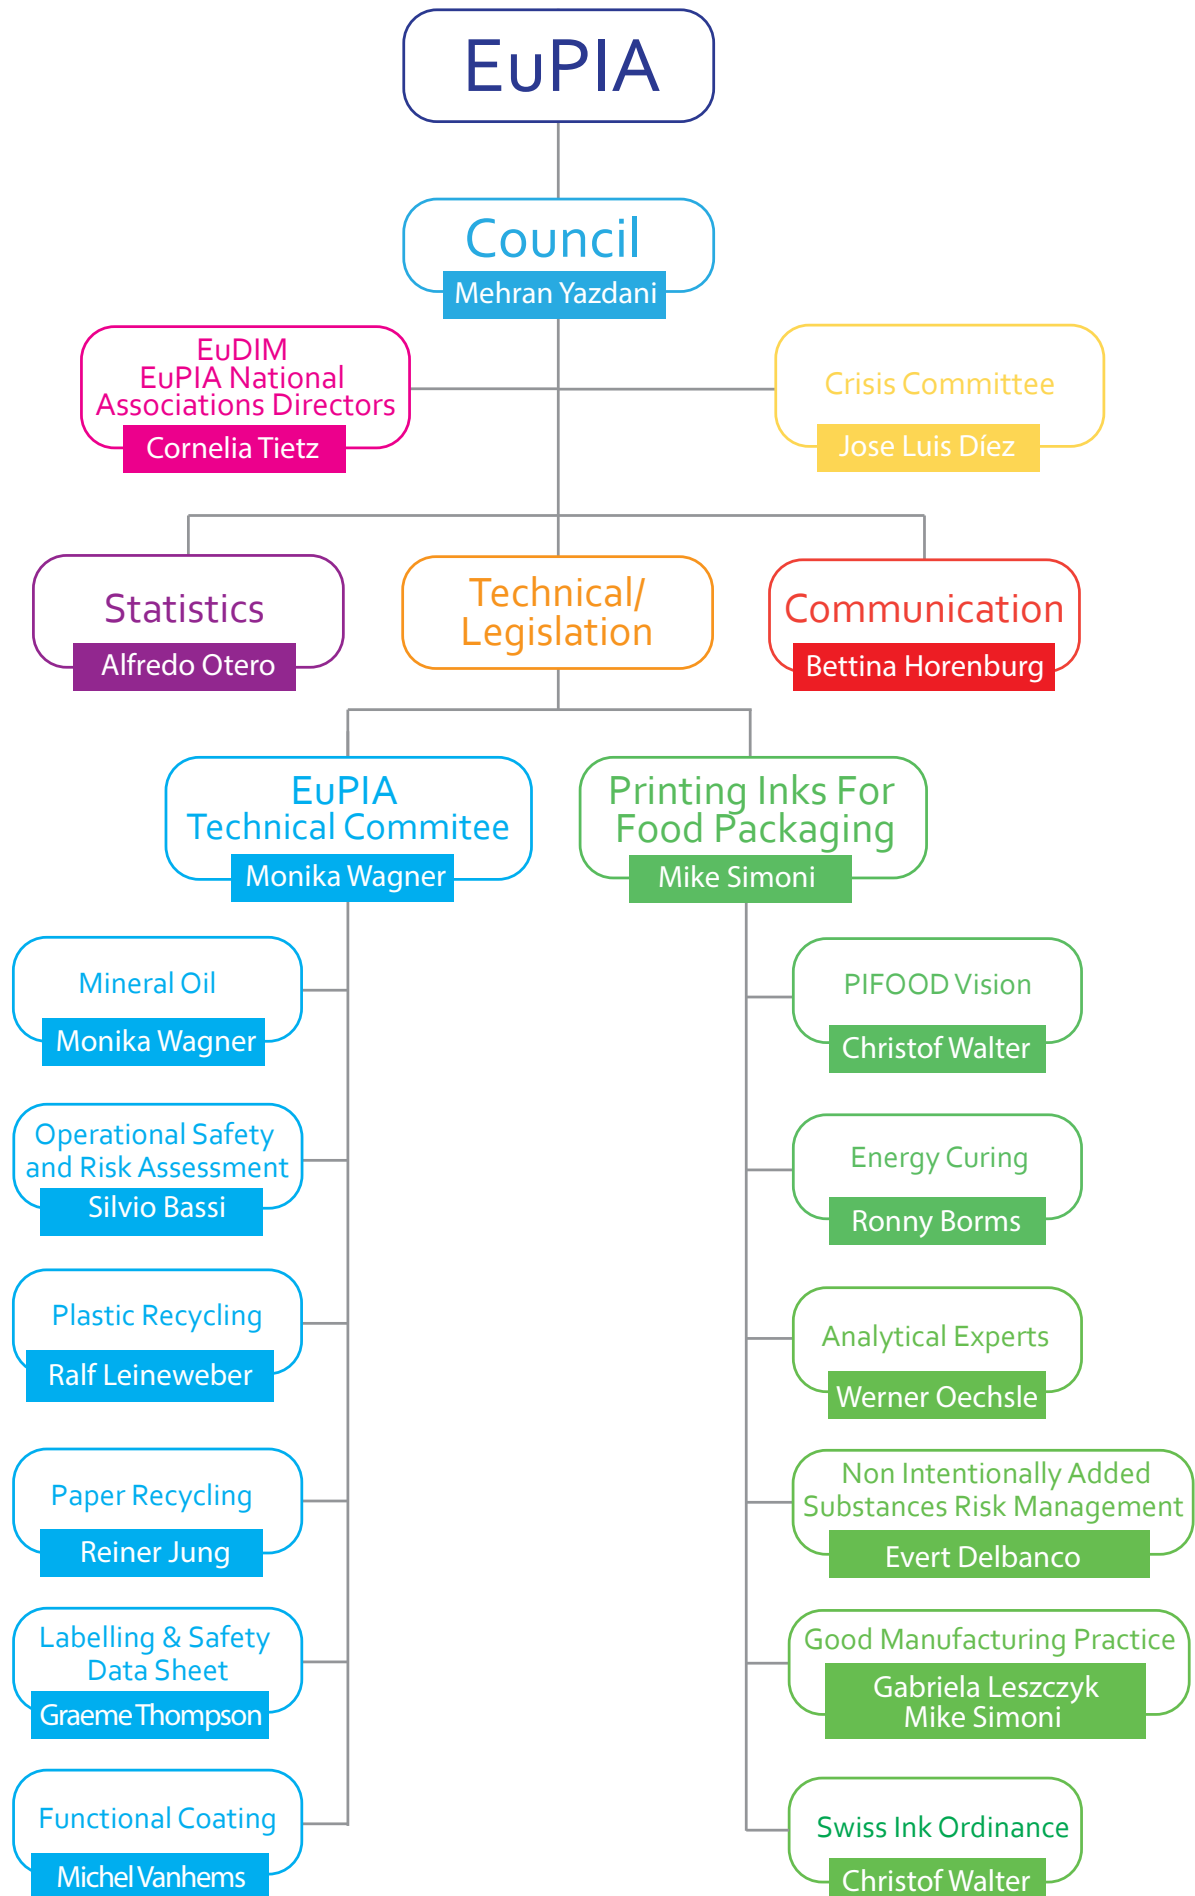 EuPIA
Council
Mehran Yazdani
EuDIM
EuPIA National
Associations Directors
Cornelia Tietz
Crisis Committee
Jose Luis Díez
Statistics
Alfredo Otero
Technical/
Legislation
Communication
Bettina Horenburg
EuPIA
Technical Commitee
Monika Wagner
Printing Inks For
Food Packaging
Mike Simoni
Mineral Oil
Monika Wagner
Operational Safety
and Risk Assessment
Silvio Bassi
Plastic Recycling
Ralf Leineweber
Paper Recycling
Reiner Jung
Labelling & Safety
Data Sheet
Graeme Thompson
Functional Coating
Michel Vanhems
PIFOOD Vision
Christof Walter
Energy Curing
Ronny Borms
Analytical Experts
Werner Oechsle
Non Intentionally Added
Substances Risk Management
Evert Delbanco
Good Manufacturing Practice
Gabriela Leszczyk
Mike Simoni
Swiss Ink Ordinance
Christof Walter